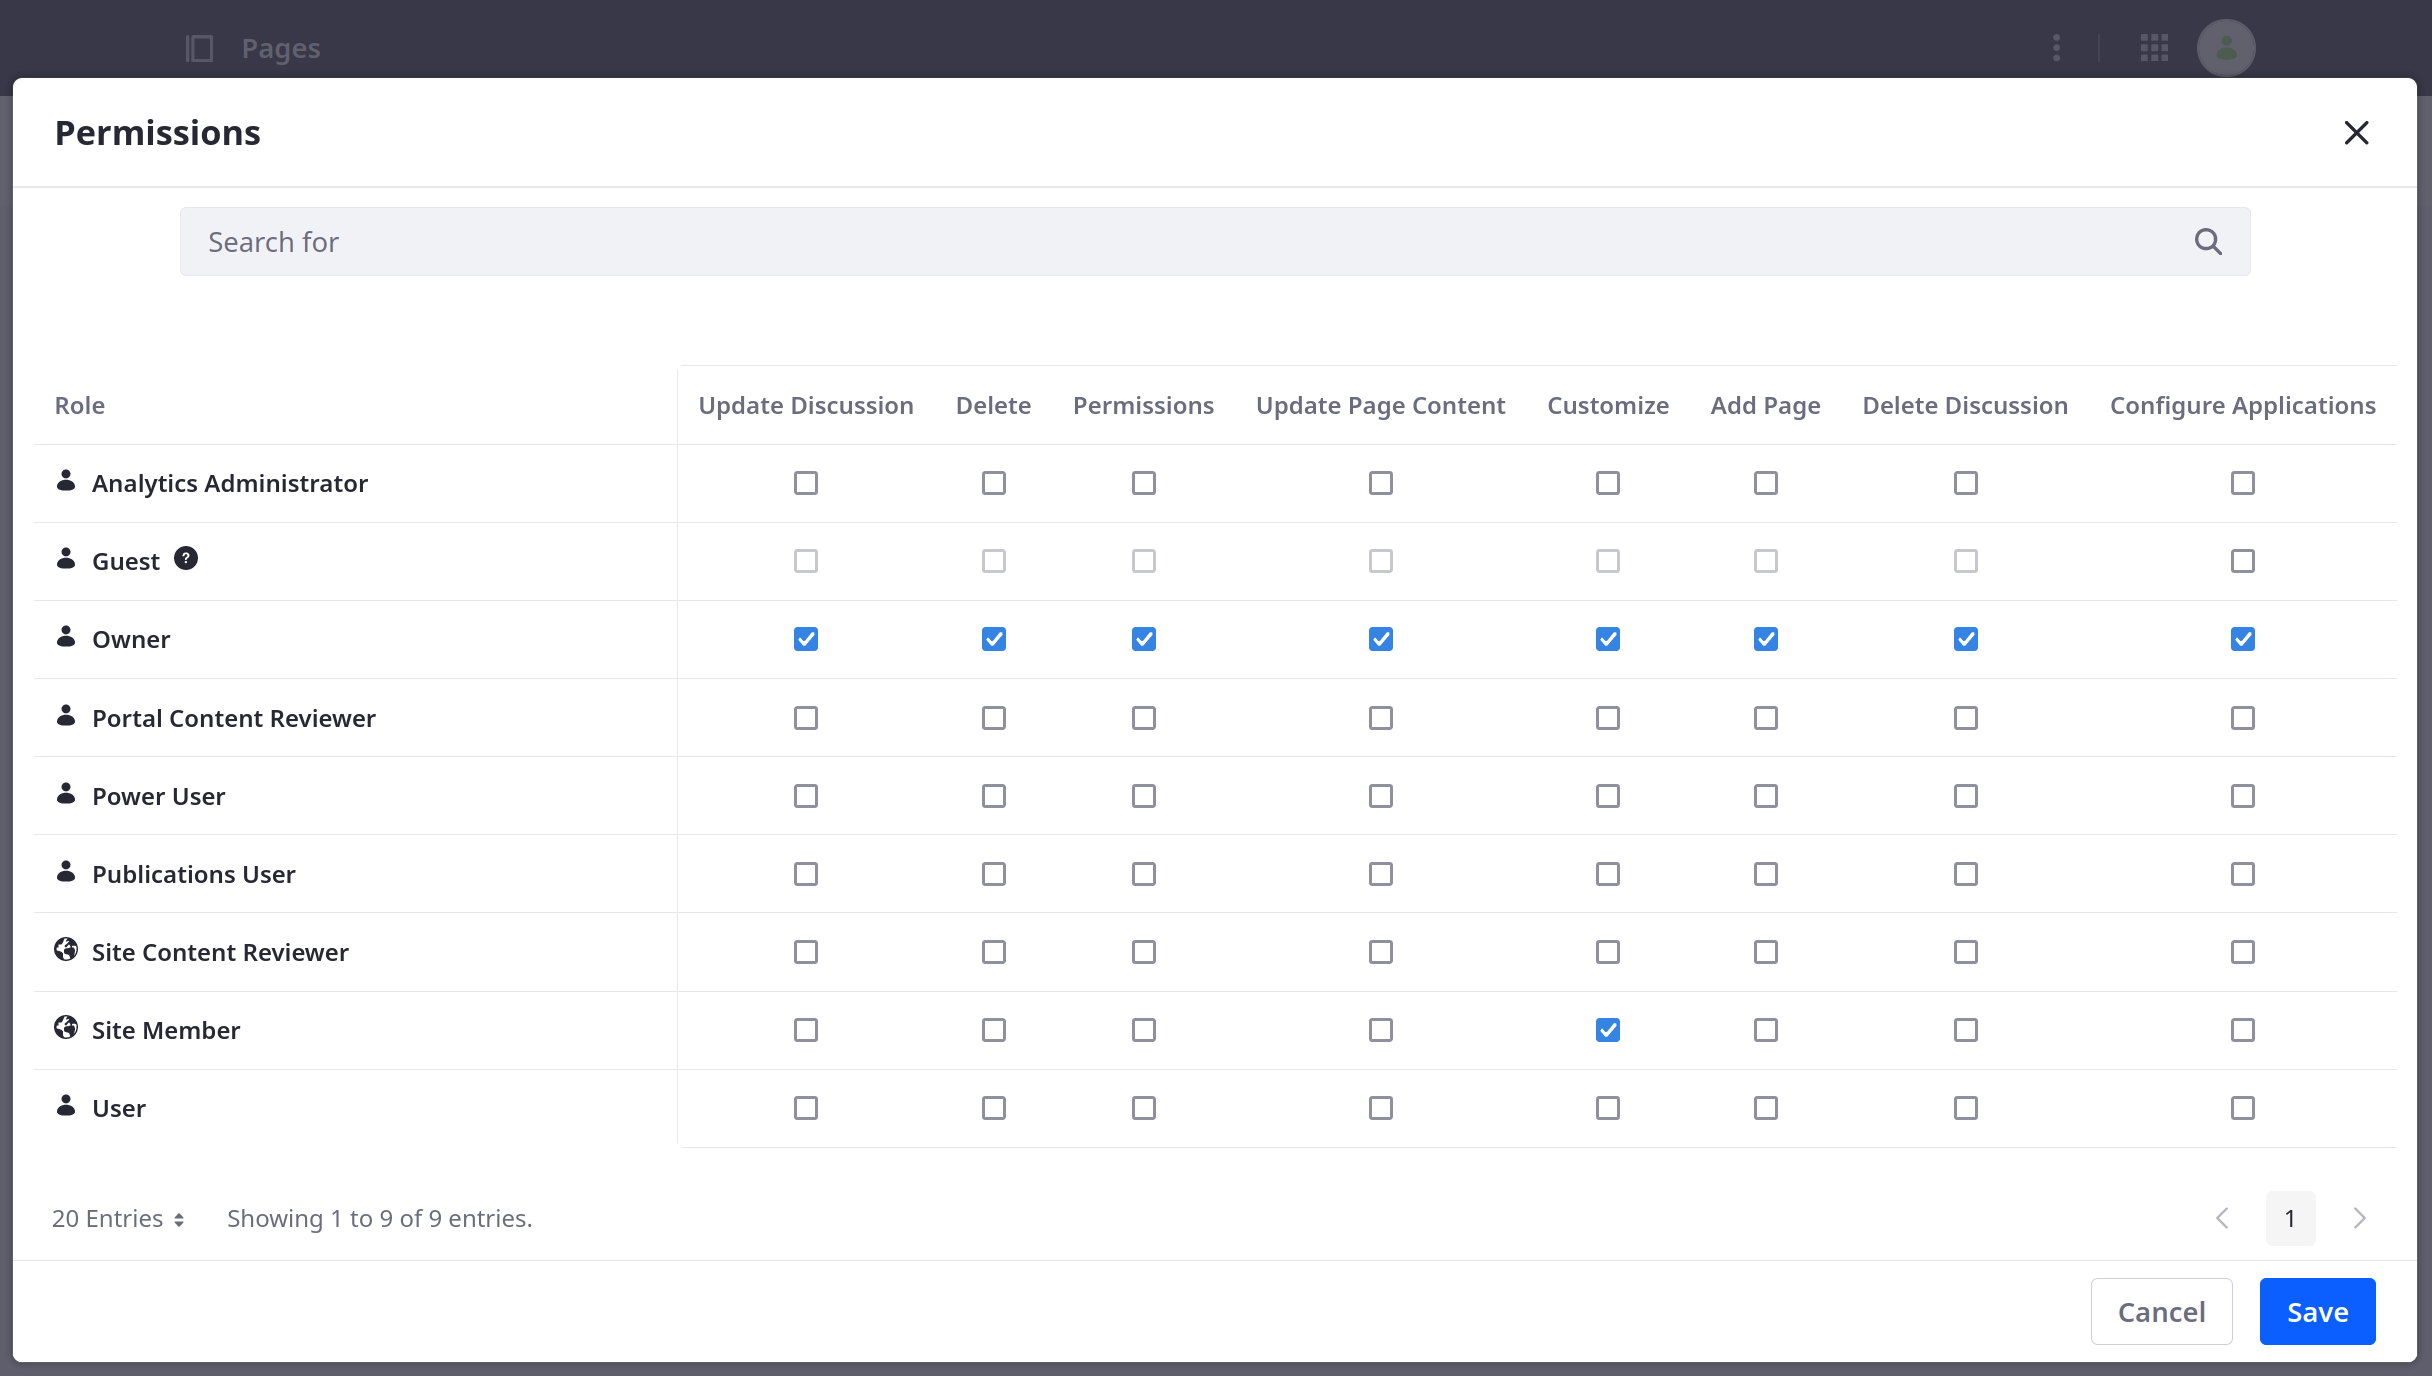 Pages
Permissions
Search for
Role Update Discussion Delete Permissions Update Page Content Customize Add Page Delete Discussion Configure Applications
Analytics Administrator
Guest ?
Owner
Portal Content Reviewer
Power User
Publications User
Site Content Reviewer
Site Member
User
20 Entries Showing 1 to 9 of 9 entries. 1
Cancel Save